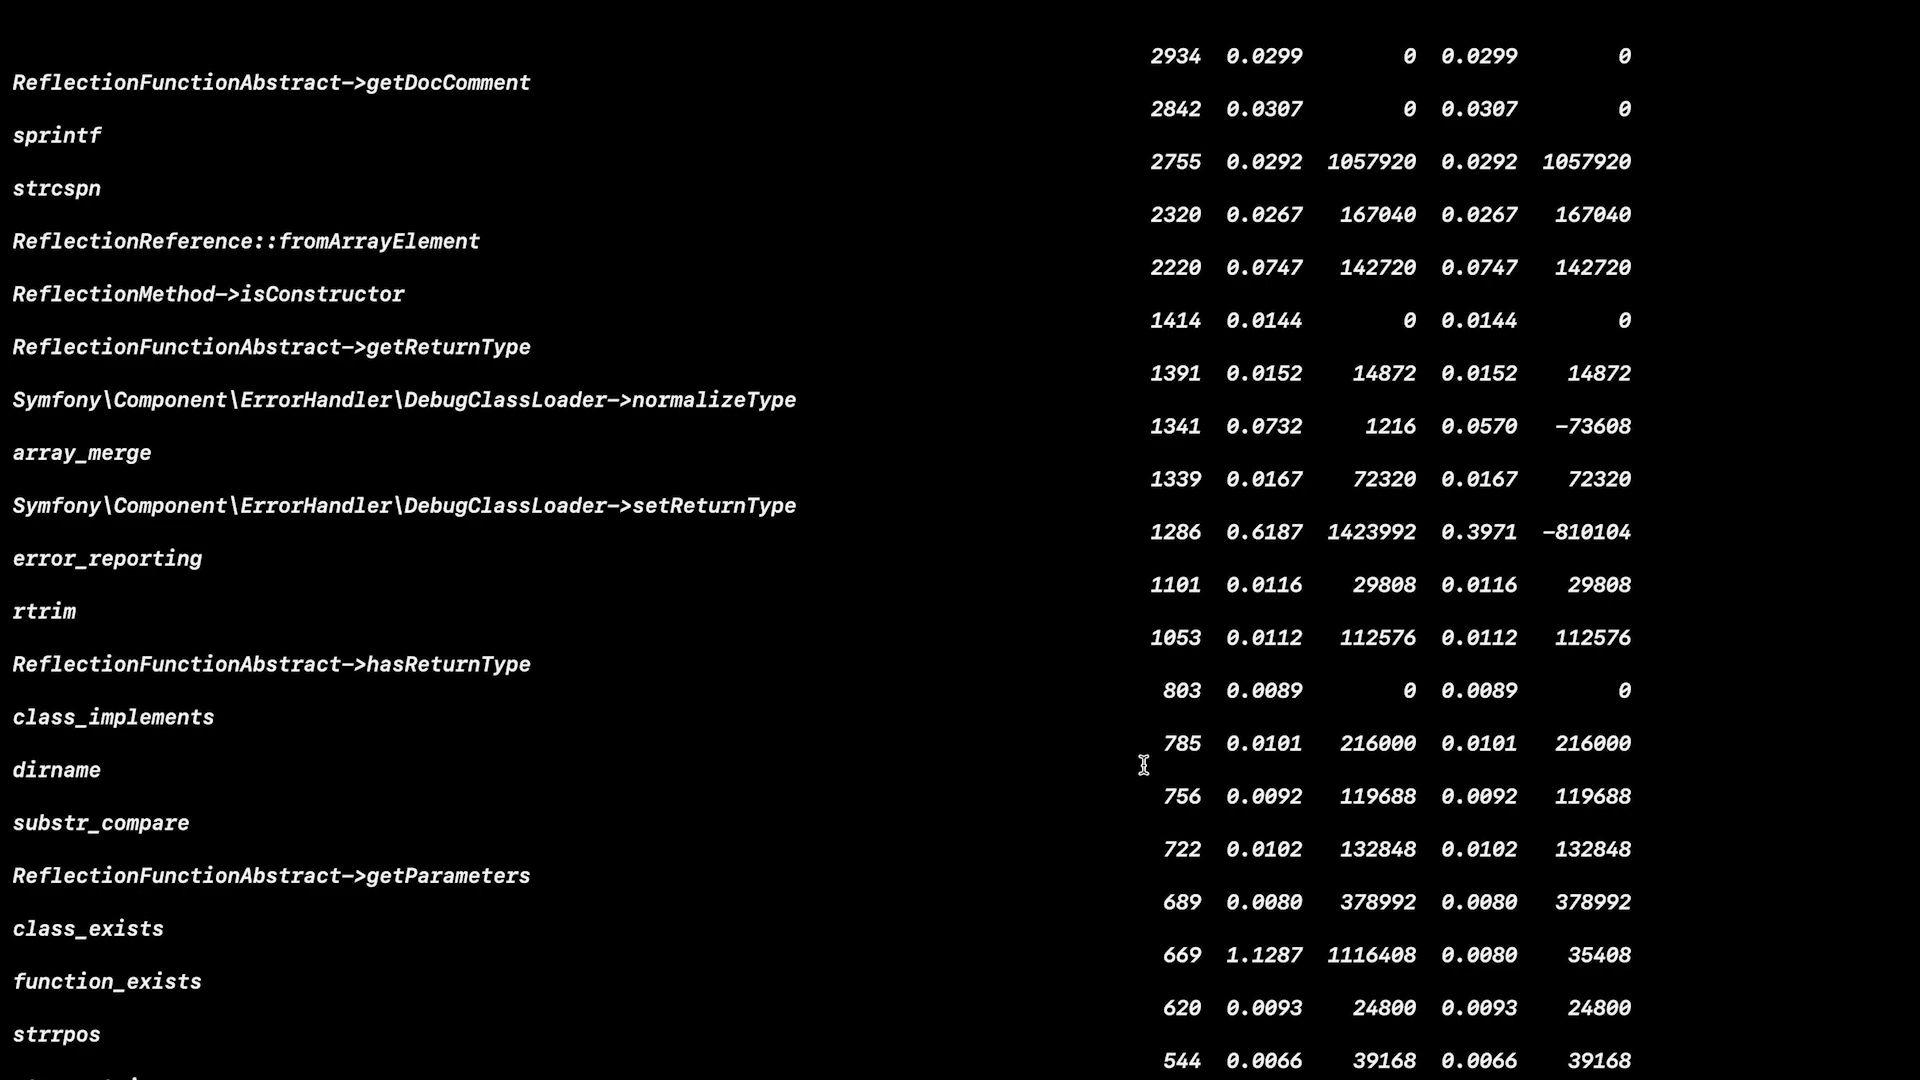 2934 0.0299 0 0.0299 0
ReflectionFunctionAbstract->getDocComment
2842 0.0307 0 0.0307 0
sprintf
2755 0.0292 1057920 0.0292 1057920
strcspn
2320 0.0267 167040 0.0267 167040
ReflectionReference::fromArrayElement
2220 0.0747 142720 0.0747 142720
ReflectionMethod->isConstructor
1414 0.0144 0 0.0144 0
ReflectionFunctionAbstract->getReturnType
1391 0.0152 14872 0.0152 14872
Symfony\Component\ErrorHandler\DebugClassLoader->normalizeType
1341 0.0732 1216 0.0570 -73608
array_merge
1339 0.0167 72320 0.0167 72320
Symfony\Component\ErrorHandler\DebugClassLoader->setReturnType
1286 0.6187 1423992 0.3971 -810104
error_reporting
1101 0.0116 29808 0.0116 29808
rtrim
1053 0.0112 112576 0.0112 112576
ReflectionFunctionAbstract->hasReturnType
803 0.0089 0 0.0089 0
class_implements
785 0.0101 216000 0.0101 216000
dirname
756 0.0092 119688 0.0092 119688
substr_compare
722 0.0102 132848 0.0102 132848
ReflectionFunctionAbstract->getParameters
689 0.0080 378992 0.0080 378992
class_exists
669 1.1287 1116408 0.0080 35408
function_exists
620 0.0093 24800 0.0093 24800
strrpos
544 0.0066 39168 0.0066 39168